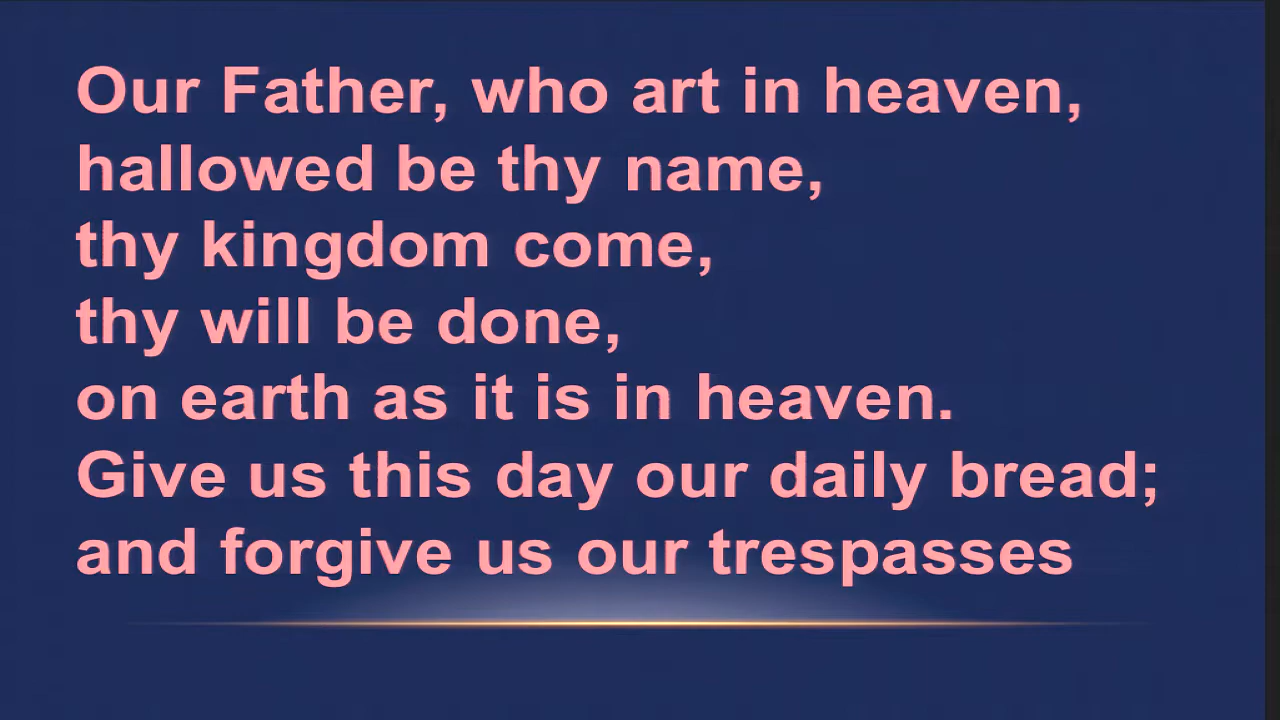 Our Father, who art in heaven,
hallowed be thy name,
thy kingdom come,
thy will be done,
on earth as it is in heaven.
Give us this day our daily bread;
and forgive us our trespasses